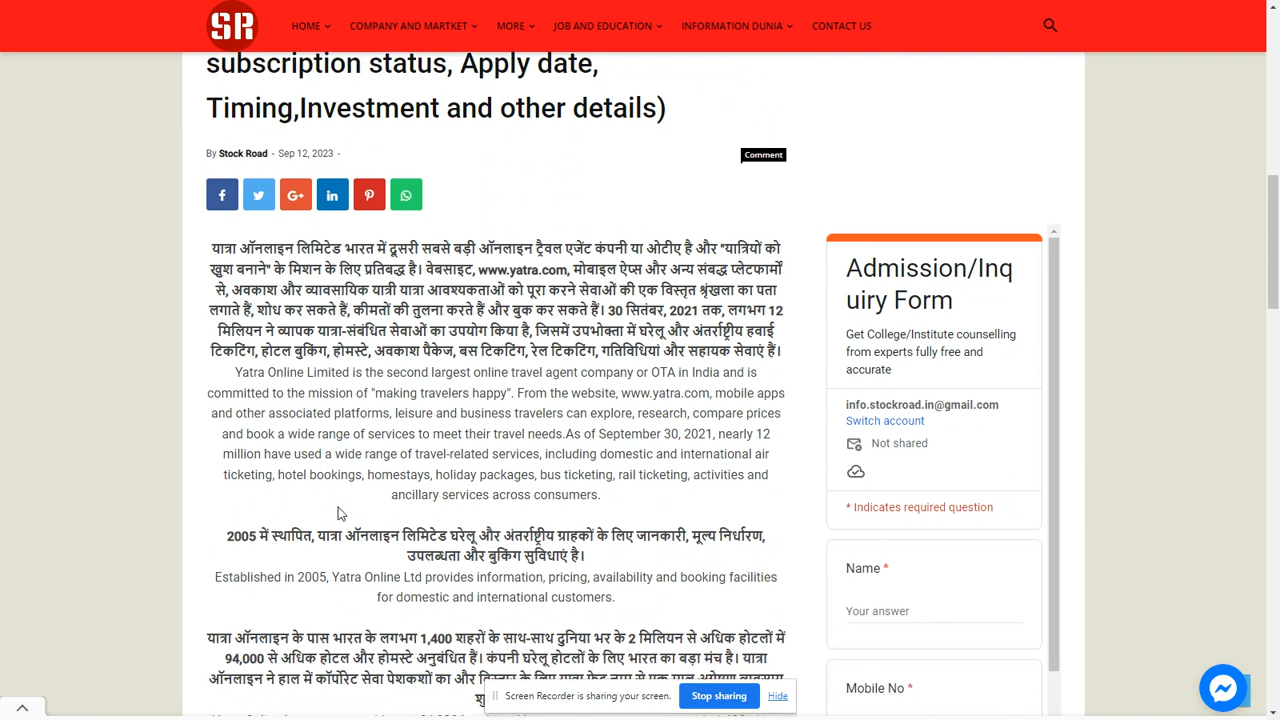 SR HOME COMPANY AND MARTKET MORE JOB AND EDUCATION INFORMATION DUNIA CONTACT US
subscription status, Apply date,
Timing,Investment and other details)
By Stock Road - Sep 12, 2023 -
Comment
यात्रा ऑनलाइन लिमिटेड भारत में दूसरी सबसे बड़ी ऑनलाइन ट्रैवल एजेंट कंपनी या ओटीए है और "यात्रियों को
खुश बनाने" के मिशन के लिए प्रतिबद्ध है। वेबसाइट, www.yatra.com, मोबाइल ऐप्स और अन्य संबद्ध प्लेटफार्मों
से, अवकाश और व्यावसायिक यात्री यात्रा आवश्यकताओं को पूरा करने सेवाओं की एक विस्तृत श्रृंखला का पता
लगाते हैं, शोध कर सकते हैं, कीमतों की तुलना करते हैं और बुक कर सकते हैं। 30 सितंबर, 2021 तक, लगभग 12
मिलियन ने व्यापक यात्रा-संबंधित सेवाओं का उपयोग किया है, जिसमें उपभोक्ता में घरेलू और अंतर्राष्ट्रीय हवाई
टिकटिंग, होटल बुकिंग, होमस्टे, अवकाश पैकेज, बस टिकटिंग, रेल टिकटिंग, गतिविधियां और सहायक सेवाएं हैं।
Yatra Online Limited is the second largest online travel agent company or OTA in India and is
committed to the mission of "making travelers happy". From the website, www.yatra.com, mobile apps
and other associated platforms, leisure and business travelers can explore, research, compare prices
and book a wide range of services to meet their travel needs.As of September 30, 2021, nearly 12
million have used a wide range of travel-related services, including domestic and international air
ticketing, hotel bookings, homestays, holiday packages, bus ticketing, rail ticketing, activities and
ancillary services across consumers.
2005 में स्थापित, यात्रा ऑनलाइन लिमिटेड घरेलू और अंतर्राष्ट्रीय ग्राहकों के लिए जानकारी, मूल्य निर्धारण,
उपलब्धता और बुकिंग सुविधाएं है।
Established in 2005, Yatra Online Ltd provides information, pricing, availability and booking facilities
for domestic and international customers.
यात्रा ऑनलाइन के पास भारत के लगभग 1,400 शहरों के साथ-साथ दुनिया भर के 2 मिलियन से अधिक होटलों में
94,000 से अधिक होटल और होमस्टे अनुबंधित हैं। कंपनी घरेलू होटलों के लिए भारत का बड़ा मंच है। यात्रा
ऑनलाइन ने हाल में कॉर्पोरेट सेवा पेशकशों का और
Admission/Inq
uiry Form
Get College/Institute counselling
from experts fully free and
accurate
info.stockroad.in@gmail.com
Switch account
Not shared
* Indicates required question
Name *
Your answer
Mobile No *
Screen Recorder is sharing your screen. Stop sharing Hide